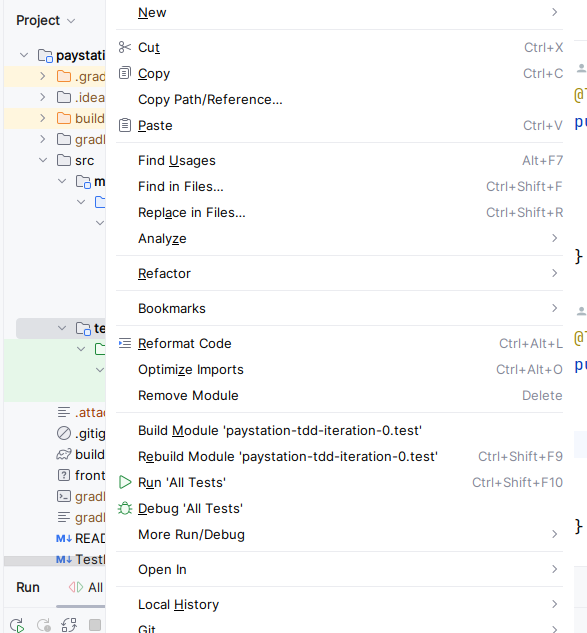 Project
New
paystati
Cut Ctrl+X
.grad
Copy Ctrl+C
.idea
Copy Path/Reference...
build
Paste Ctrl+V
gradl
src
Find Usages Alt+F7
m
Find in Files... Ctrl+Shift+F
Replace in Files... Ctrl+Shift+R
Analyze
Refactor
Bookmarks
te
Reformat Code Ctrl+Alt+L
Optimize Imports Ctrl+Alt+O
Remove Module Delete
.attac
Build Module 'paystation-tdd-iteration-0.test'
.gitig
Rebuild Module 'paystation-tdd-iteration-0.test' Ctrl+Shift+F9
build
front
Run 'All Tests' Ctrl+Shift+F10
gradl
Debug 'All Tests'
gradl
More Run/Debug
READ
Open In
TestL
Run All
Local History
Git
@T
pu
}
@T
pu
}